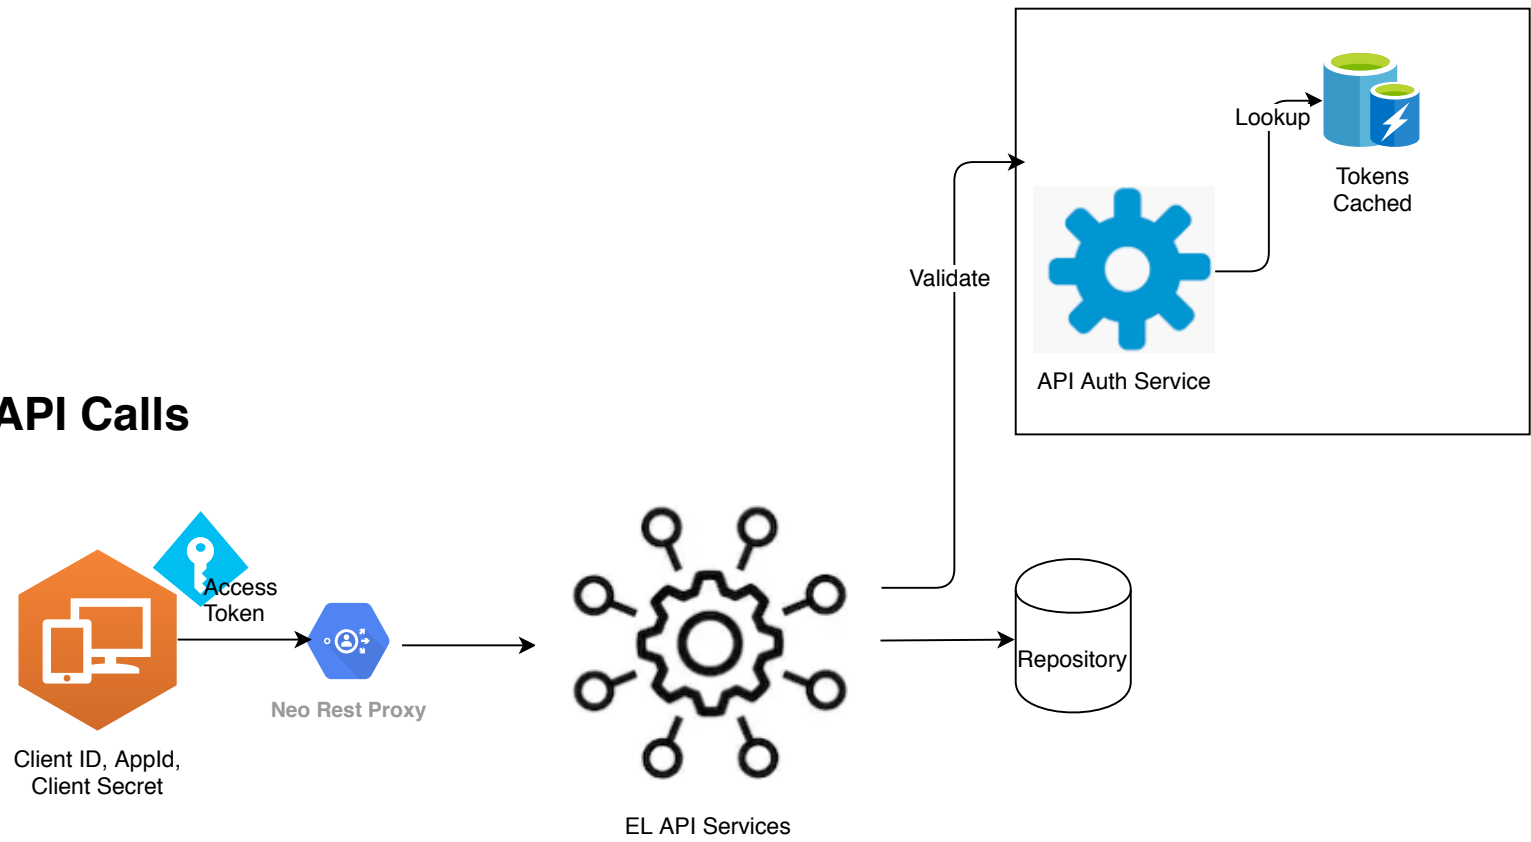 Lookup
Tokens
Cached
Validate
API Auth Service
API Calls
Access
Token
Repository
Neo Rest Proxy
Client ID, AppId,
Client Secret
EL API Services